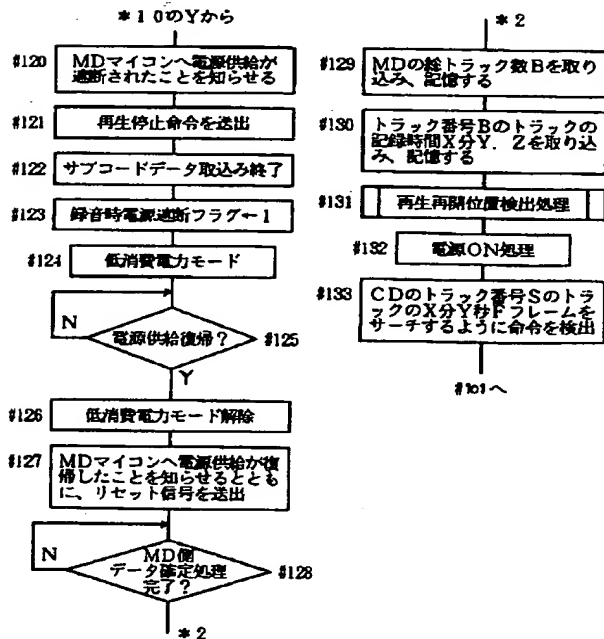 *10のYから
#120
MDマイコンへ電源供給が
遮断されたことを知らせる
#121
再生停止命令を送出
#122
サブコードデータ取込み終了
#123
録音時電源遮断フラグ←1
#124
低消費電力モード
N
電源供給復帰?
#125
Y
#126
低消費電力モード解除
#127
MDマイコンへ電源供給が復
帰したことを知らせるととも
に、リセット信号を送出
N
MD側
データ確定処理
完了?
#128
*2
*2
#129
MDの総トラック数Bを取り
込み、記憶する
#130
トラック番号Bのトラックの
記録時間X分Y.Zを取り込
み、記憶する
#131
再生再開位置検出処理
#132
電源ON処理
#133
CDのトラック番号Sのトラ
ックのX分Y秒Fフレームを
サーチするように命令を検出
#101へ